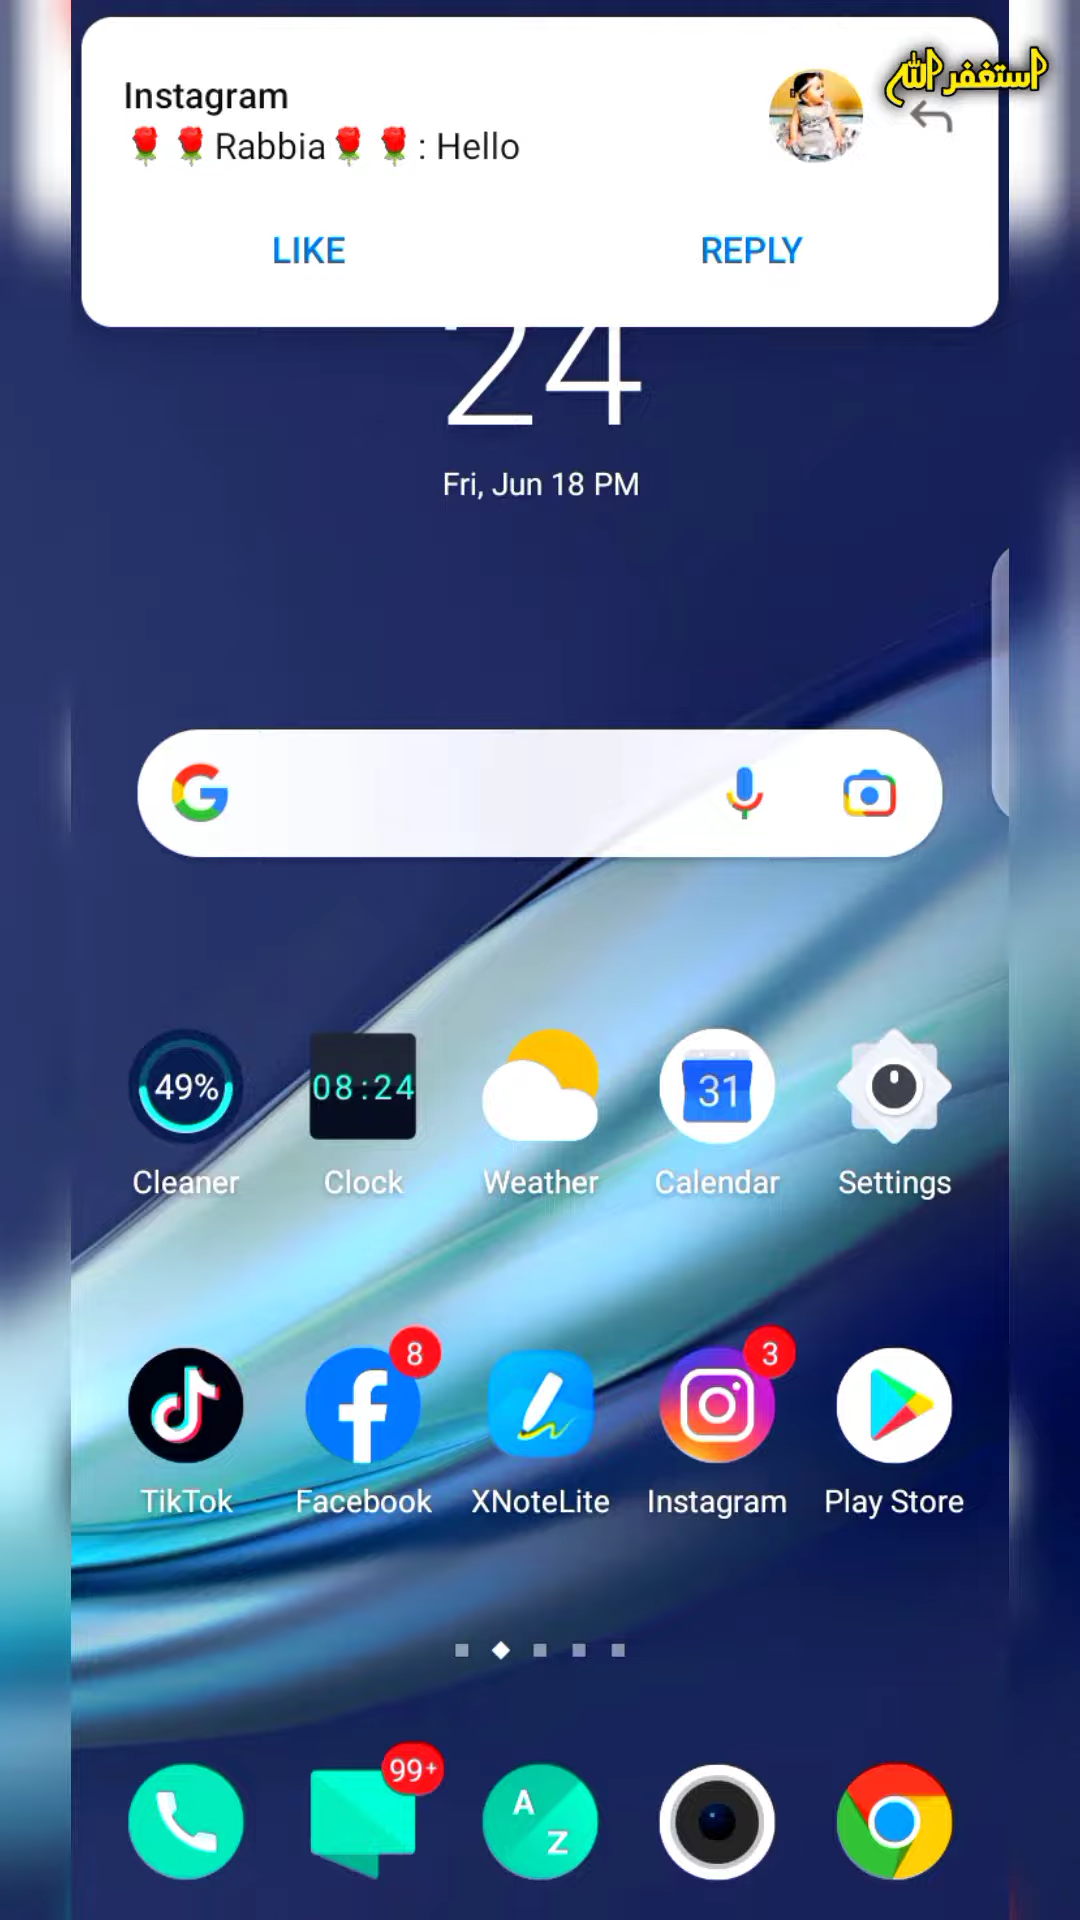 استغفر اللہ
Instagram
🌹🌹Rabbia🌹🌹: Hello
LIKE REPLY
24
Fri, Jun 18 PM
49% 08:24 31
Cleaner Clock Weather Calendar Settings
8 3
TikTok Facebook XNoteLite Instagram Play Store
99+
A
Z